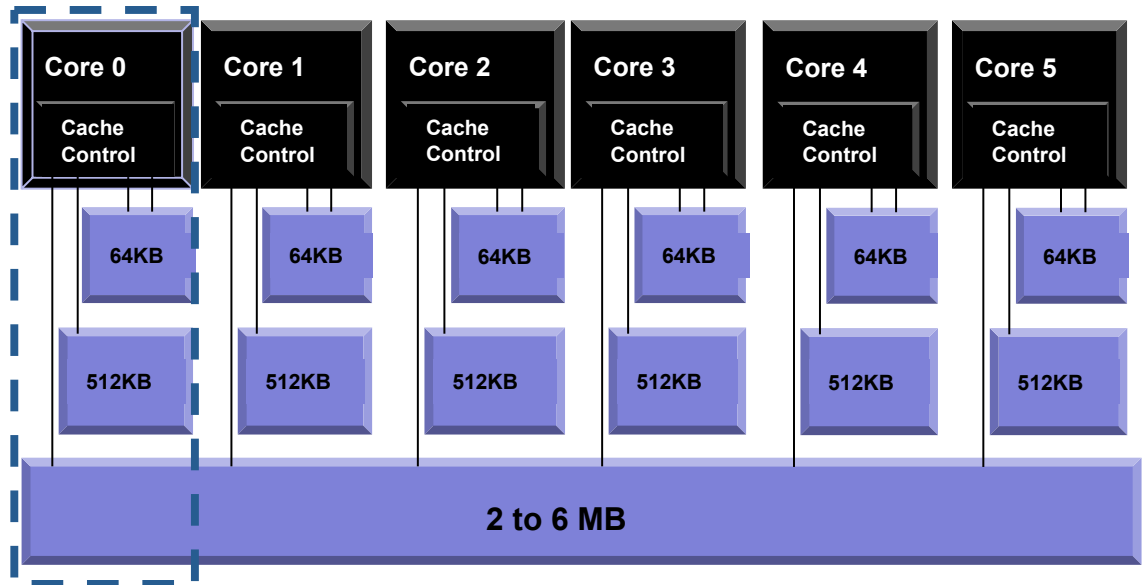 Core 0
Cache
Control
64KB
512KB
Core 1
Cache
Control
64KB
512KB
Core 2
Cache
Control
64KB
512KB
Core 3
Cache
Control
64KB
512KB
Core 4
Cache
Control
64KB
512KB
Core 5
Cache
Control
64KB
512KB
2 to 6 MB